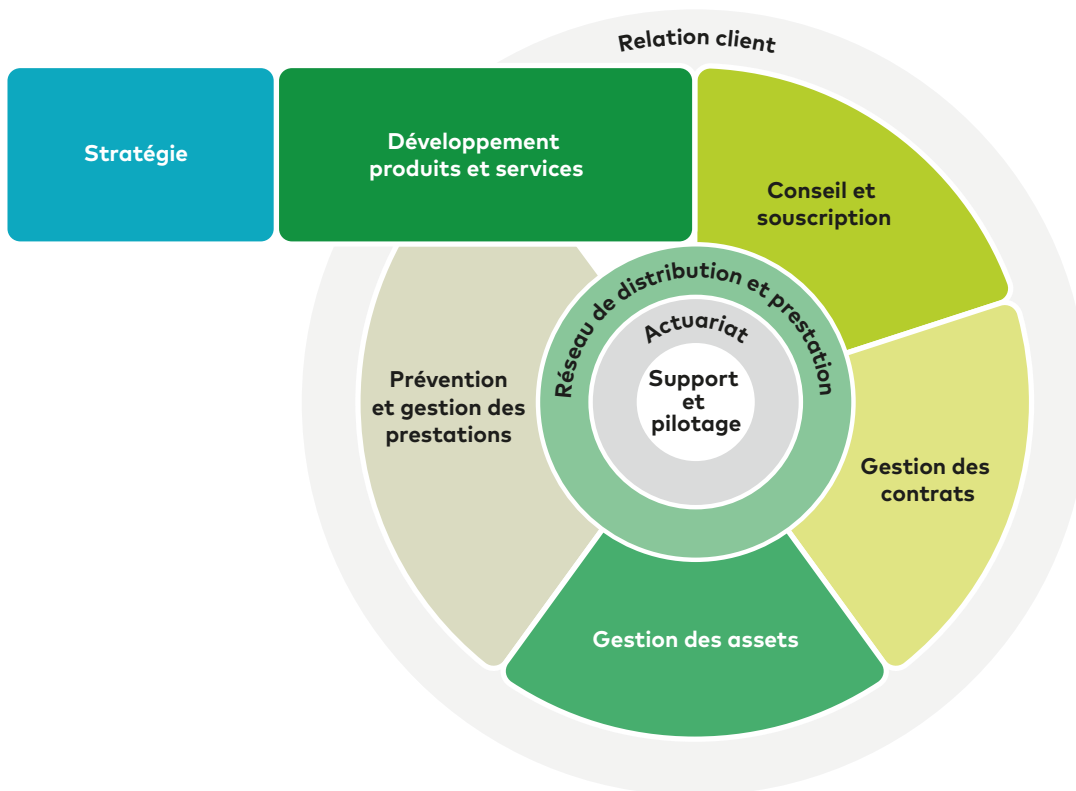 Relation client
Stratégie
Développement
produits et services
Conseil et
souscription
Réseau de distribution et prestation
Actuariat
Support
et
pilotage
Prévention
et gestion des
prestations
Gestion des
contrats
Gestion des assets